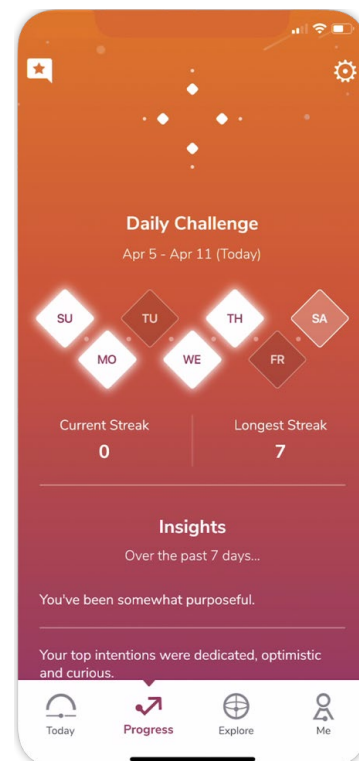 Daily Challenge
Apr 5 - Apr 11 (Today)
SU
TU
TH
SA
MO
WE
FR
Current Streak
Longest Streak
0
7
Insights
Over the past 7 days...
You've been somewhat purposeful.
Your top intentions were dedicated, optimistic
and curious.
Today
Progress
Explore
Me